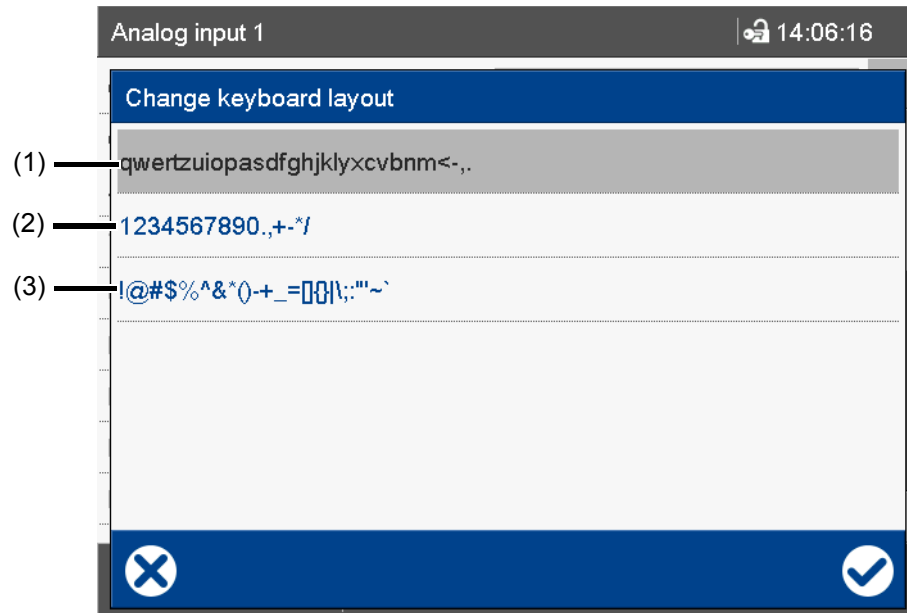 Analog input 1 14:06:16
Change keyboard layout
(1) qwertzuiopasdfghjklyxcvbnm<-,.
(2) 1234567890.,+-*/
(3) !@#$%^&*()-+_=[]{}|\;:"'~`